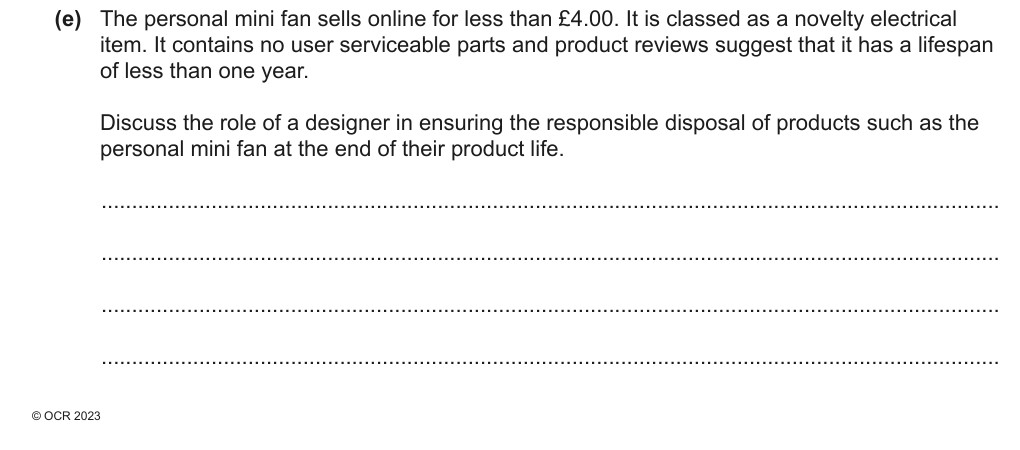 (e) The personal mini fan sells online for less than £4.00. It is classed as a novelty electrical
item. It contains no user serviceable parts and product reviews suggest that it has a lifespan
of less than one year.
Discuss the role of a designer in ensuring the responsible disposal of products such as the
personal mini fan at the end of their product life.
© OCR 2023